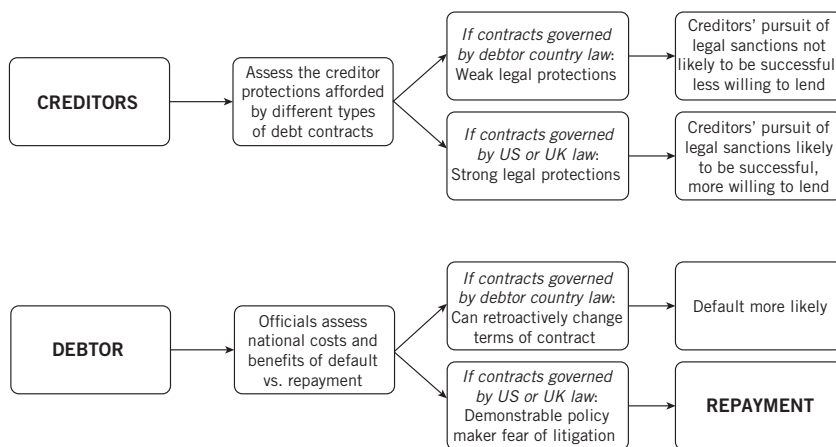 CREDITORS
Assess the creditor
protections afforded
by different types
of debt contracts
If contracts governed
by debtor country law:
Weak legal protections
Creditors' pursuit of
legal sanctions not
likely to be successful
less willing to lend
If contracts governed
by US or UK law:
Strong legal protections
Creditors' pursuit of
legal sanctions likely
to be successful,
more willing to lend
DEBTOR
Officials assess
national costs and
benefits of default
vs. repayment
If contracts governed
by debtor country law:
Can retroactively change
terms of contract
Default more likely
If contracts governed
by US or UK law:
Demonstrable policy
maker fear of litigation
REPAYMENT